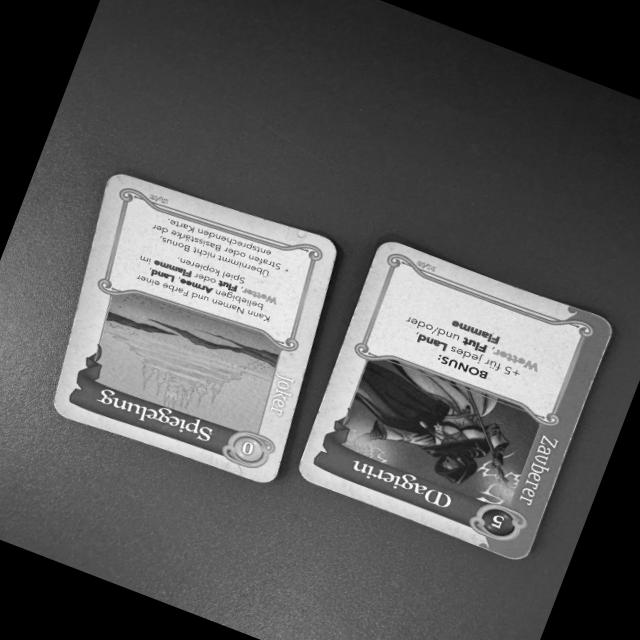 0
Spiegelung
Joker
Kann Namen und Farbe einer
beliebigen Armee, Land,
Wetter, Flut oder Flamme im
Spiel kopieren.
* Übernimmt nicht Bonus,
Strafen oder Basisstärke der
entsprechenden Karte.
5
Magierin
Zauberer
BONUS:
+5 für jedes Land,
Wetter, Flut und/oder
Flamme